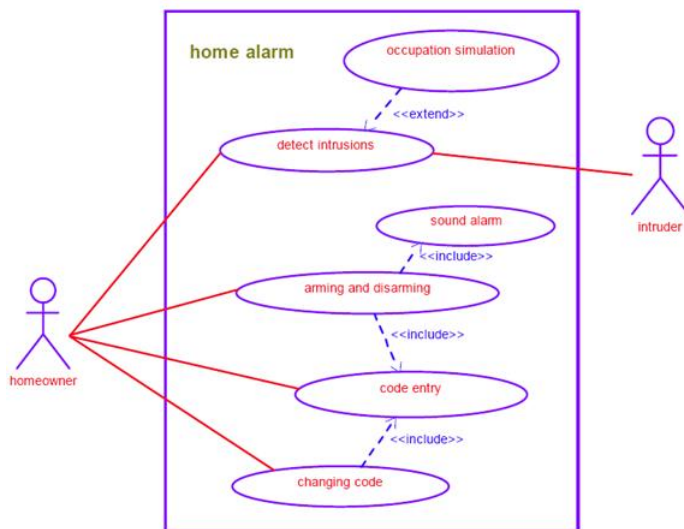 occupation simulation
home alarm
<<extend>>
detect intrusions
intruder
sound alarm
<<include>>
arming and disarming
<<include>>
homeowner
code entry
<<include>>
changing code